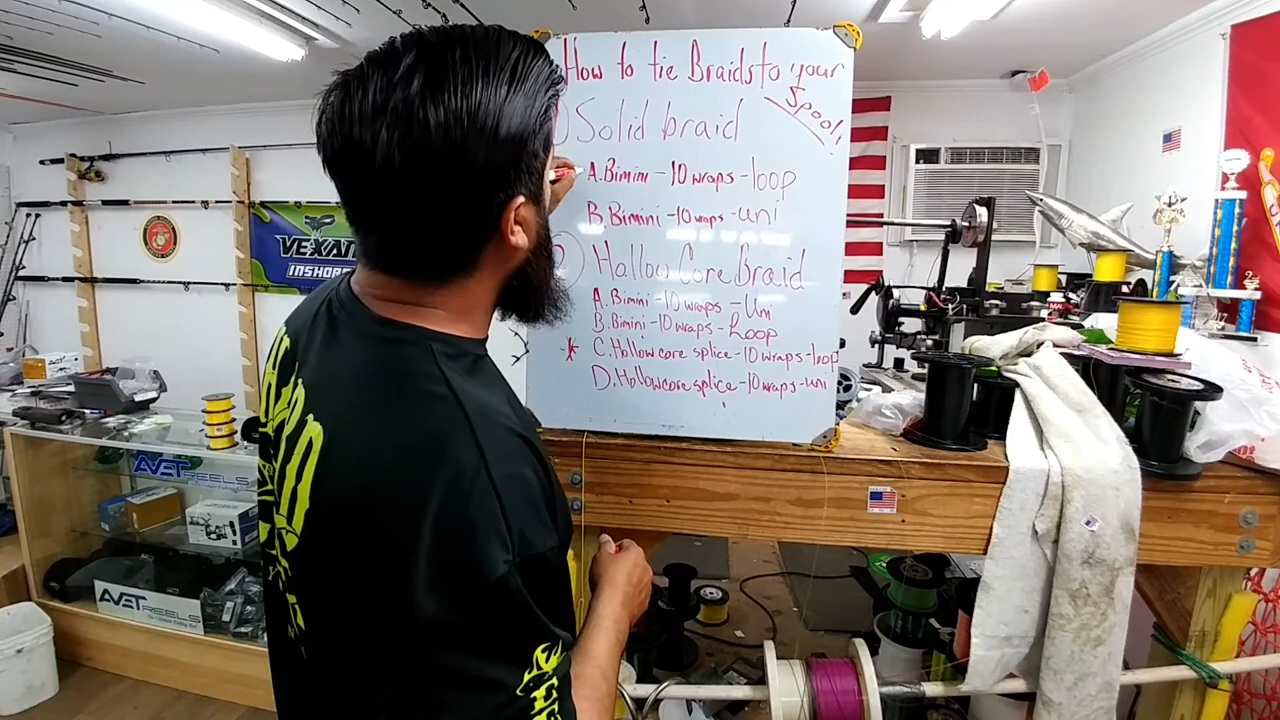 How to tie Braids to your
Spool!
Solid braid
A. Bimini - 10 wraps - loop
B. Bimini - 10 wraps - uni
Hollow Core Braid
A. Bimini - 10 wraps - Uni
B. Bimini - 10 wraps - Loop
* C. Hollow core splice - 10 wraps - loop
D. Hollow core splice - 10 wraps - uni
VEXAN
INSHORE
AVET REELS
AVET REELS